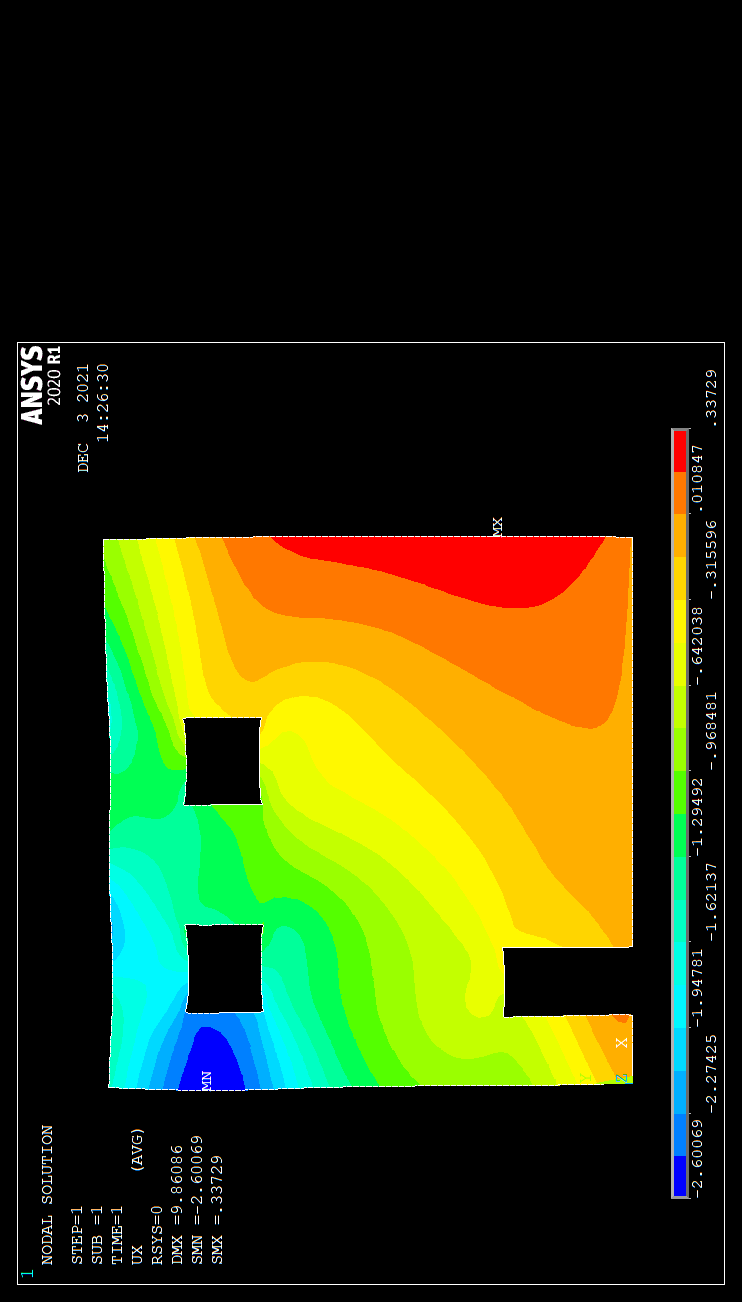 1
NODAL SOLUTION
STEP=1
SUB =1
TIME=1
UX (AVG)
RSYS=0
DMX =9.86086
SMN =-2.60069
SMX =.33729
ANSYS
2020 R1
DEC 3 2021
14:26:30
MN
MX
Y
Z X
-2.60069 -2.27425 -1.94781 -1.62137 -1.29492 -.968481 -.642038 -.315596 .010847 .33729